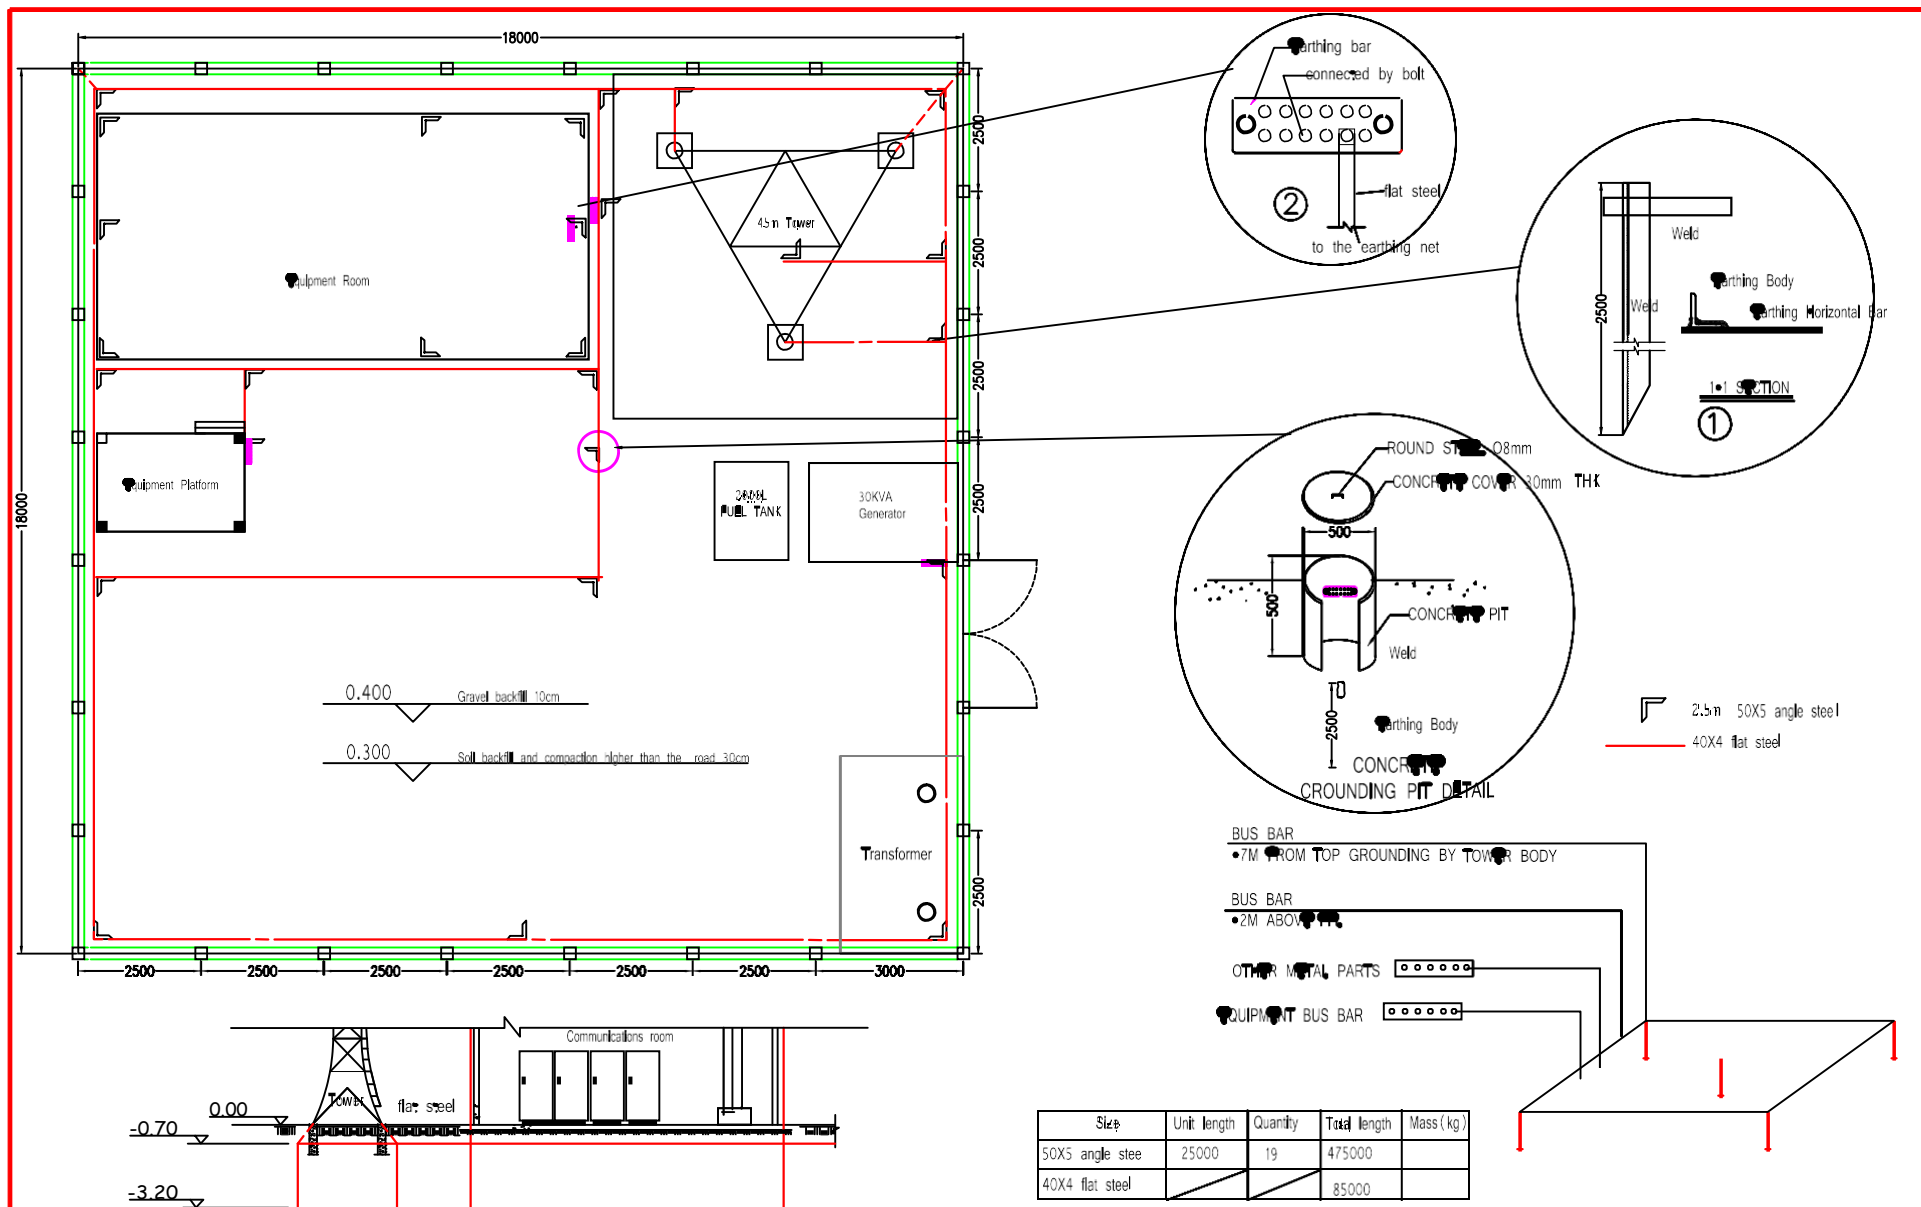 18000
18000
2500
2500
2500
2500
2500
2500
2500
2500
2500
2500
2500
3000
45m Tower
Equipment Room
Equipment Platform
FUEL TANK
30KVA
Generator
0.400
Gravel backfill 10cm
0.300
Soil backfill and compaction higher than the road 30cm
Transformer
Earthing bar
connected by bolt
flat steel
2
to the earthing net
2500
Weld
Weld
Earthing Body
Earthing Horizontal Bar
1-1 SECTION
1
ROUND STEEL O8mm
CONCRETE COVER 30mm THK
500
500
CONCRETE PIT
Weld
2500
Earthing Body
CONCRETE
CROUNDING PIT DETAIL
2.5m 50X5 angle steel
40X4 flat steel
BUS BAR
•7M FROM TOP GROUNDING BY TOWER BODY
BUS BAR
•2M ABOVE
OTHER METAL PARTS
EQUIPMENT BUS BAR
Communications room
Tower
flat steel
0.00
-0.70
-3.20
Size Unit length Quantity Total length Mass(kg)
50X5 angle stee 25000 19 475000
40X4 flat steel 85000